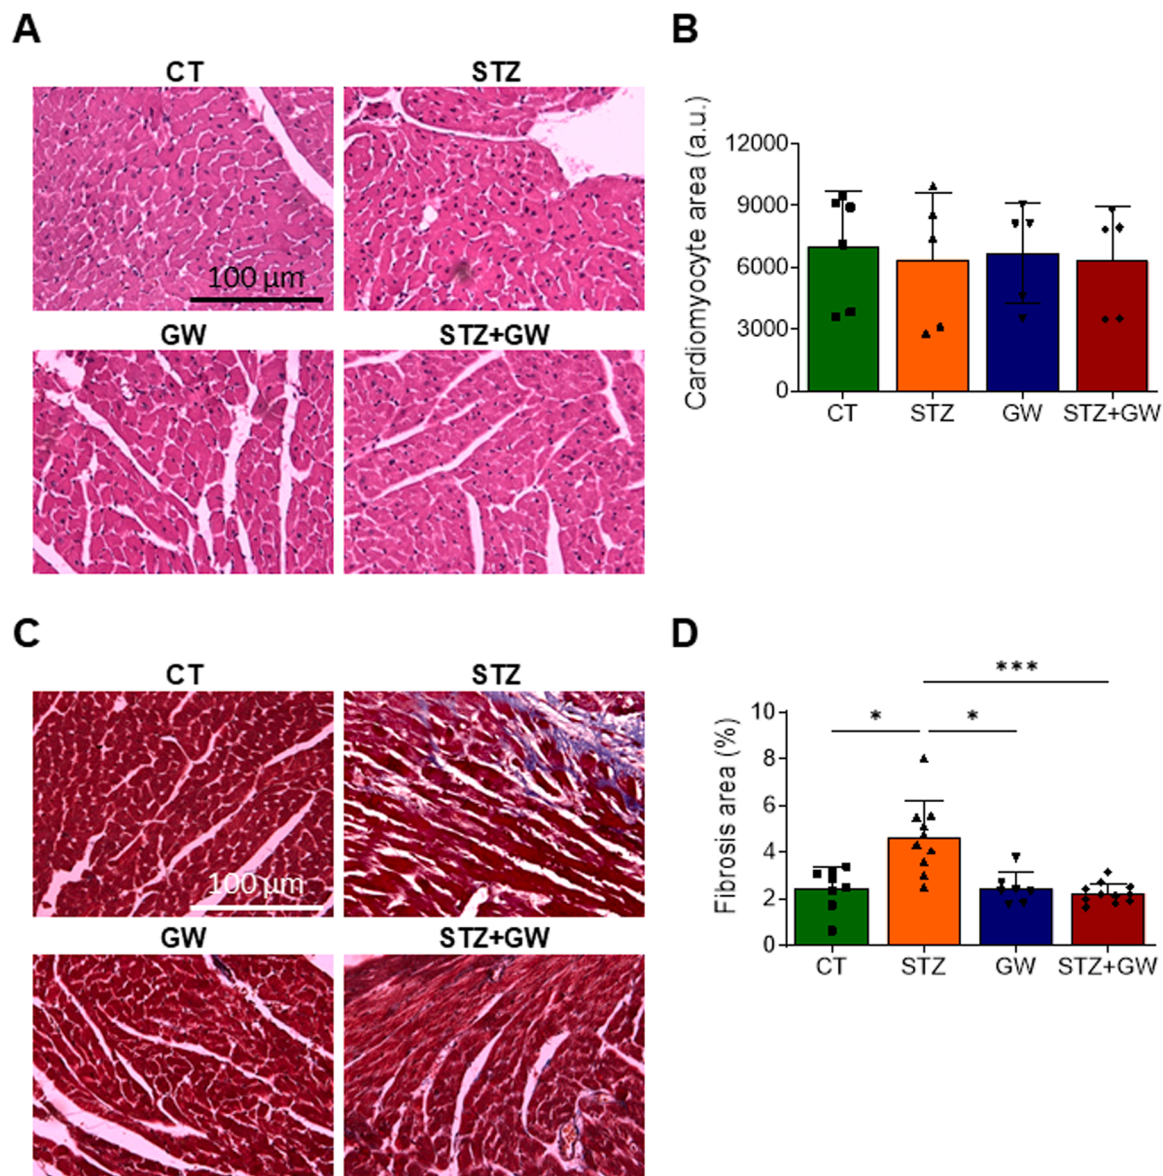 A
CT
STZ
100 µm
GW
STZ+GW
B
Cardiomyocyte area (a.u.)
12000
9000
6000
3000
0
CT STZ GW STZ+GW
C
CT
STZ
100 µm
GW
STZ+GW
D
***
* *
Fibrosis area (%)
10
8
6
4
2
0
CT STZ GW STZ+GW